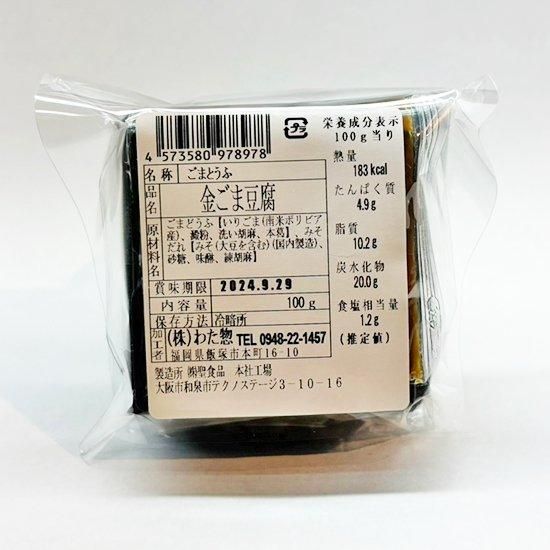 4 573580 978978
プラ
名称 ごまとうふ
品名 金ごま豆腐
原材料名 ごまどうふ【いりごま(南米ボリビア
産)、澱粉、洗い胡麻、本葛】、みそ
だれ【みそ(大豆を含む)(国内製造)、
砂糖、味醂、練胡麻】
賞味期限 2024.9.29
内容量 100g
保存方法 冷暗所
加工者 (株)わた惣 TEL 0948-22-1457
福岡県飯塚市本町16-10
製造所 ㈱聖食品 本社工場
大阪市和泉市テクノステージ3-10-16
栄養成分表示
100g当り
熱量
183kcal
たんぱく質
4.9g
脂質
10.2g
炭水化物
20.0g
食塩相当量
1.2g
(推定値)